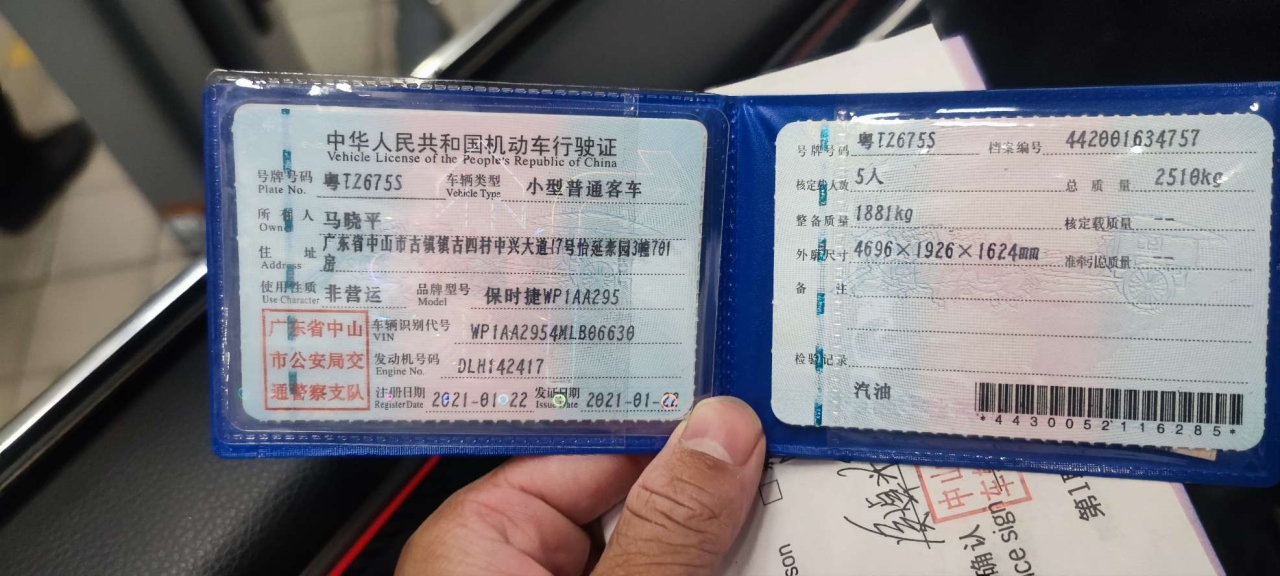 中华人民共和国机动车行驶证
Vehicle License of the People's Republic of China
号牌号码 粤TZ675S 车辆类型 小型普通客车
Plate No. Vehicle Type
所有人 马晓平
Owner
住址 广东省中山市古镇镇古四村中兴大道17号怡廷豪园3幢701
Address 房
使用性质 非营运 品牌型号 保时捷WP1AA295
Use Character Model
广东省中山
市公安局交
通警察支队
车辆识别代号 WP1AA2954MLB06630
VIN
发动机号码 DLH142417
Engine No.
注册日期 2021-01-22 发证日期 2021-01-22
Register Date Issue Date
号牌号码 粤TZ675S 档案编号 442001634757
核定载人数 5人 总质量 2510kg
整备质量 1881kg 核定载质量 --
外廓尺寸 4696×1926×1624mm 准牵引总质量 --
备注
检验记录
汽油
*4430052116285*
son
中山
车
确认
nce sign
第1